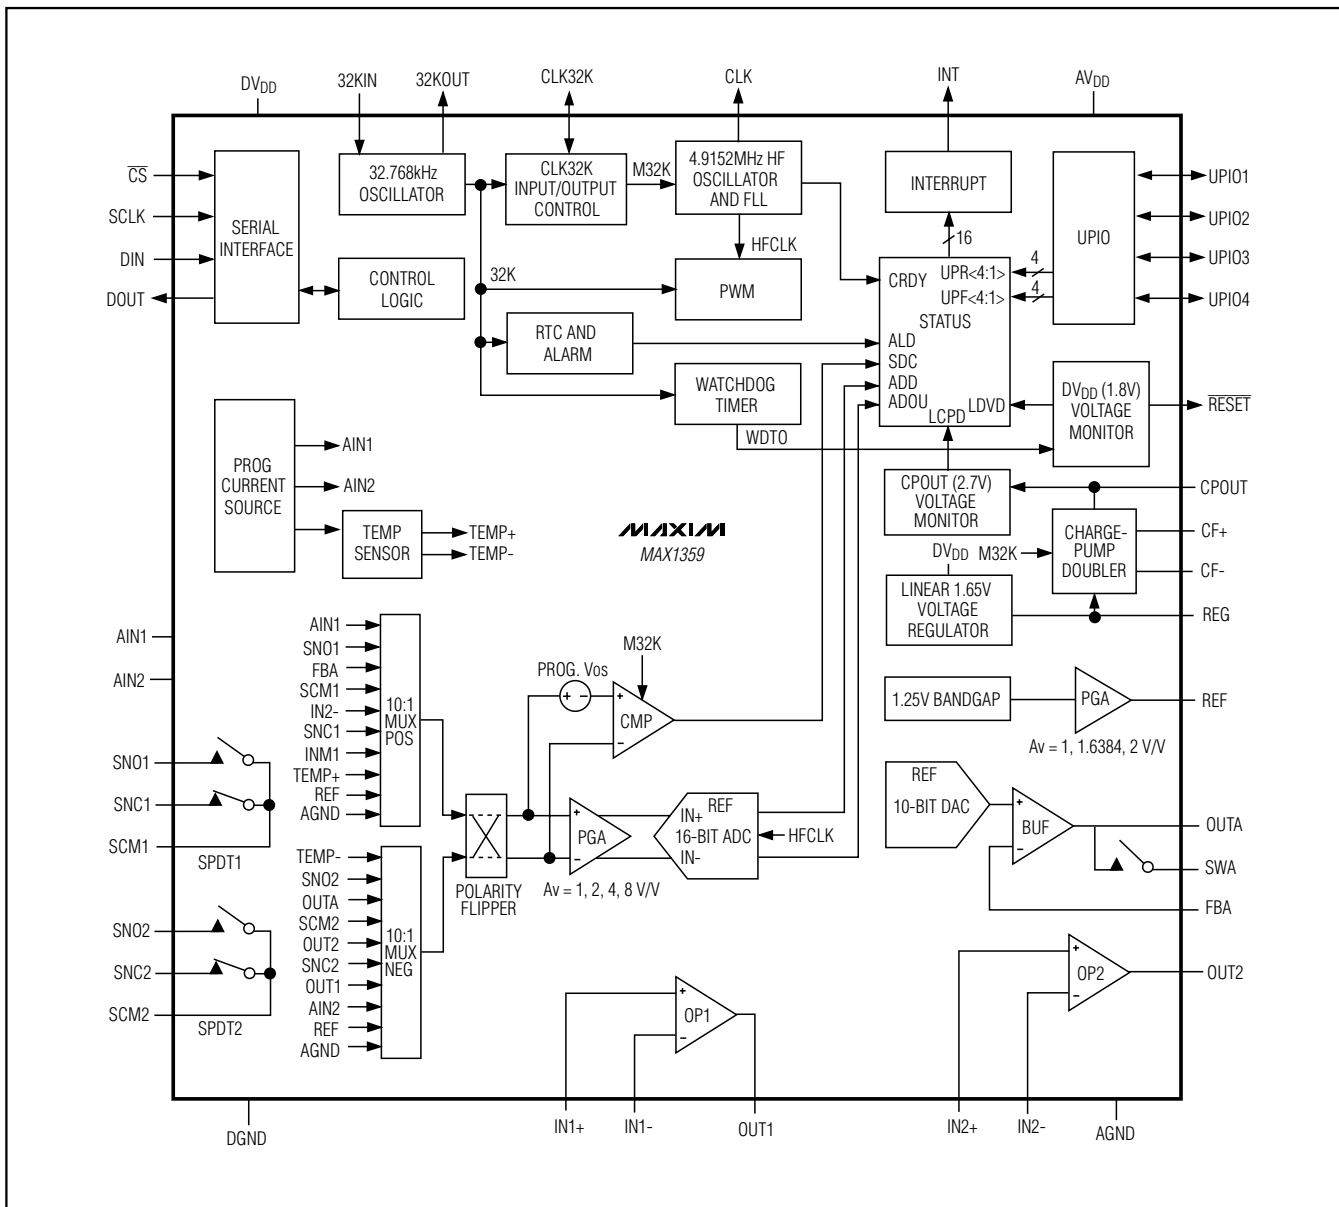 DVDD
32KIN
32KOUT
CLK32K
CLK
INT
AVDD
CS
SCLK
DIN
DOUT
SERIAL
INTERFACE
32.768kHz
OSCILLATOR
CLK32K
INPUT/OUTPUT
CONTROL
M32K
4.9152MHz HF
OSCILLATOR
AND FLL
INTERRUPT
UPIO
UPIO1
UPIO2
UPIO3
UPIO4
CONTROL
LOGIC
32K
HFCLK
PWM
16
CRDY
UPR<4:1>
UPF<4:1>
4
4
STATUS
ALD
SDC
ADD
ADOU
LCPD
LDVD
RTC AND
ALARM
WATCHDOG
TIMER
WDTO
DVDD (1.8V)
VOLTAGE
MONITOR
RESET
PROG
CURRENT
SOURCE
AIN1
AIN2
TEMP
SENSOR
TEMP+
TEMP-
MAXIM
MAX1359
CPOUT (2.7V)
VOLTAGE
MONITOR
CPOUT
CHARGE-
PUMP
DOUBLER
CF+
CF-
DVDD
M32K
LINEAR 1.65V
VOLTAGE
REGULATOR
REG
AIN1
AIN2
AIN1
SNO1
FBA
SCM1
IN2-
SNC1
INM1
TEMP+
REF
AGND
10:1
MUX
POS
M32K
PROG. Vos
+ -
+
CMP
-
1.25V BANDGAP
PGA
REF
Av = 1, 1.6384, 2 V/V
SNO1
SNC1
SCM1
SPDT1
TEMP-
SNO2
OUTA
SCM2
OUT2
SNC2
OUT1
AIN2
REF
AGND
10:1
MUX
NEG
POLARITY
FLIPPER
+
PGA
-
Av = 1, 2, 4, 8 V/V
IN+
REF
16-BIT ADC
IN-
HFCLK
REF
10-BIT DAC
+
BUF
-
OUTA
SWA
FBA
SNO2
SNC2
SCM2
SPDT2
+
OP1
-
+
OP2
-
OUT2
DGND
IN1+
IN1-
OUT1
IN2+
IN2-
AGND